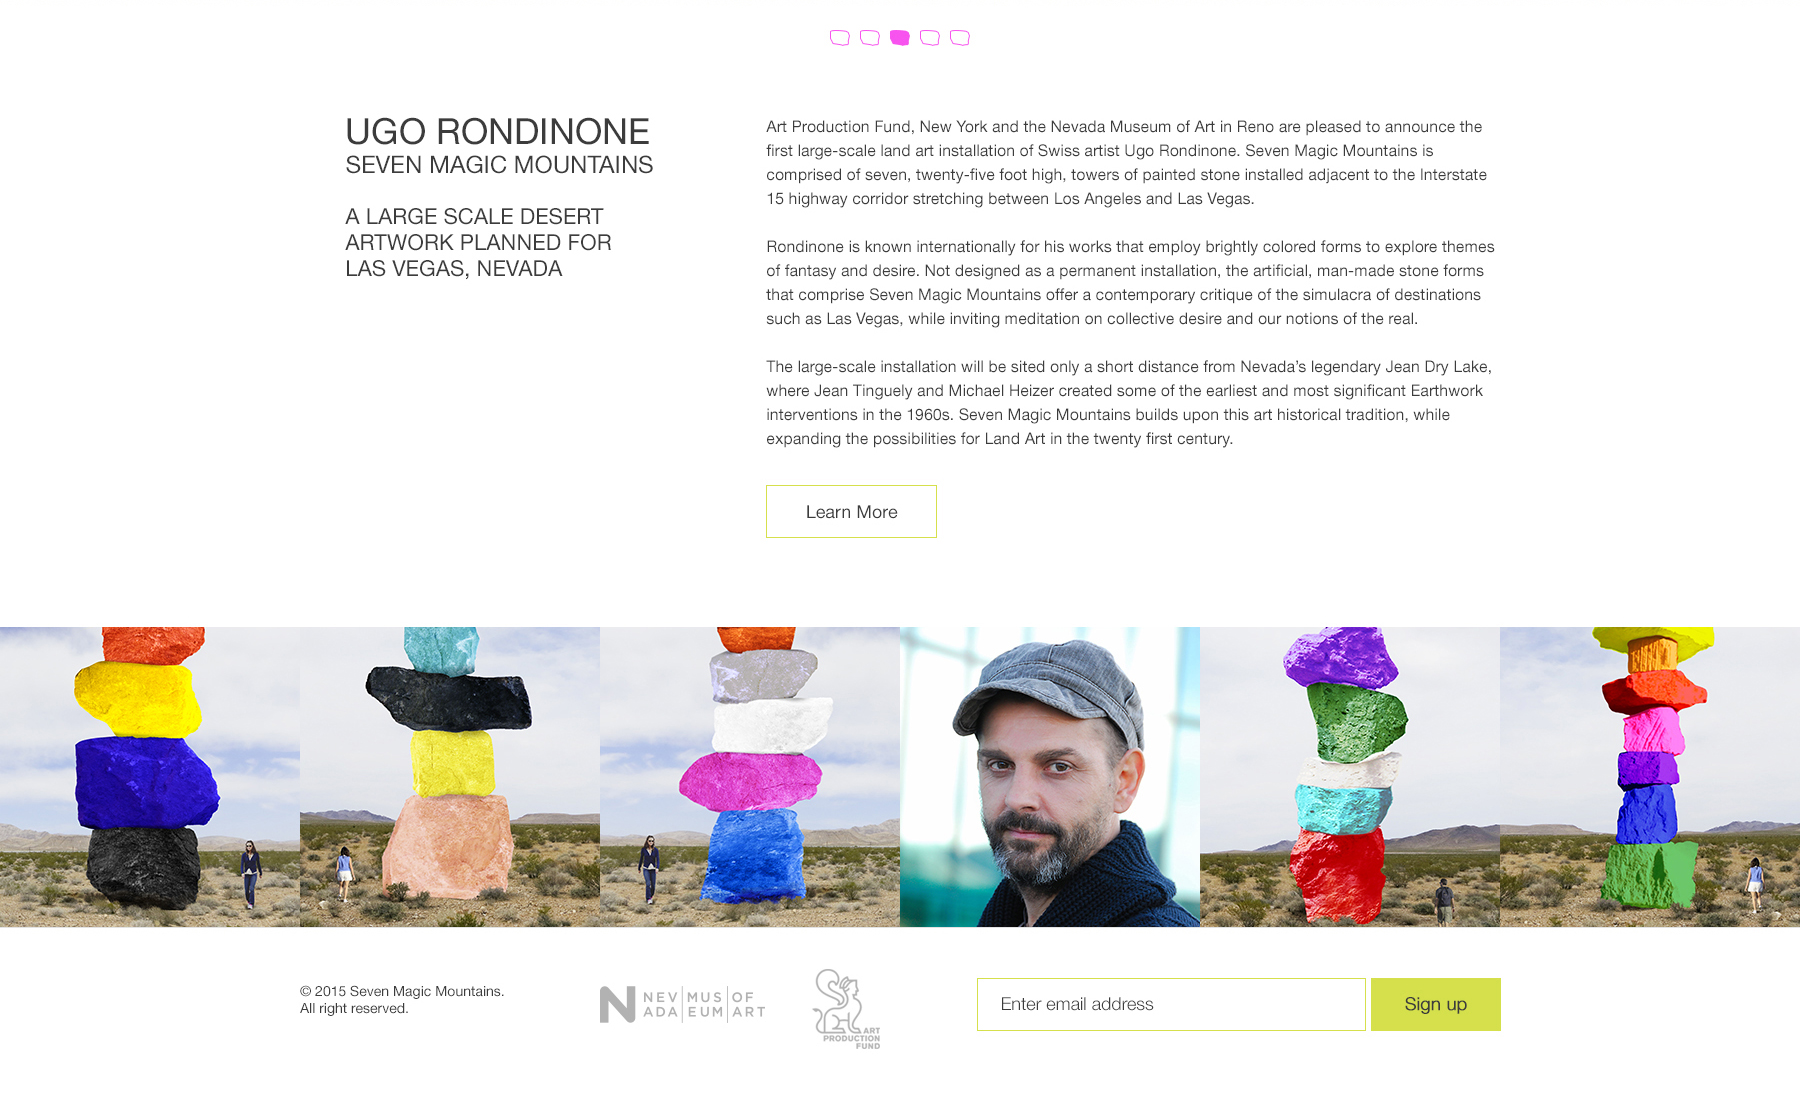 UGO RONDINONE
SEVEN MAGIC MOUNTAINS
A LARGE SCALE DESERT
ARTWORK PLANNED FOR
LAS VEGAS, NEVADA
Art Production Fund, New York and the Nevada Museum of Art in Reno are pleased to announce the
first large-scale land art installation of Swiss artist Ugo Rondinone. Seven Magic Mountains is
comprised of seven, twenty-five foot high, towers of painted stone installed adjacent to the Interstate
15 highway corridor stretching between Los Angeles and Las Vegas.
Rondinone is known internationally for his works that employ brightly colored forms to explore themes
of fantasy and desire. Not designed as a permanent installation, the artificial, man-made stone forms
that comprise Seven Magic Mountains offer a contemporary critique of the simulacra of destinations
such as Las Vegas, while inviting meditation on collective desire and our notions of the real.
The large-scale installation will be sited only a short distance from Nevada’s legendary Jean Dry Lake,
where Jean Tinguely and Michael Heizer created some of the earliest and most significant Earthwork
interventions in the 1960s. Seven Magic Mountains builds upon this art historical tradition, while
expanding the possibilities for Land Art in the twenty first century.
Learn More
© 2015 Seven Magic Mountains.
All right reserved.
N
NEV MUS OF
ADA EUM ART
ART
PRODUCTION
FUND
Enter email address
Sign up